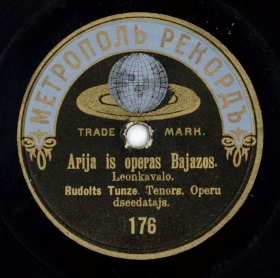 МЕТРОПОЛЬ РЕКОРДЪ
TRADE MARK.
Arija is operas Bajazos.
Leonkavalo.
Rudolts Tunze. Tenors. Operu
dseedatajs.
176